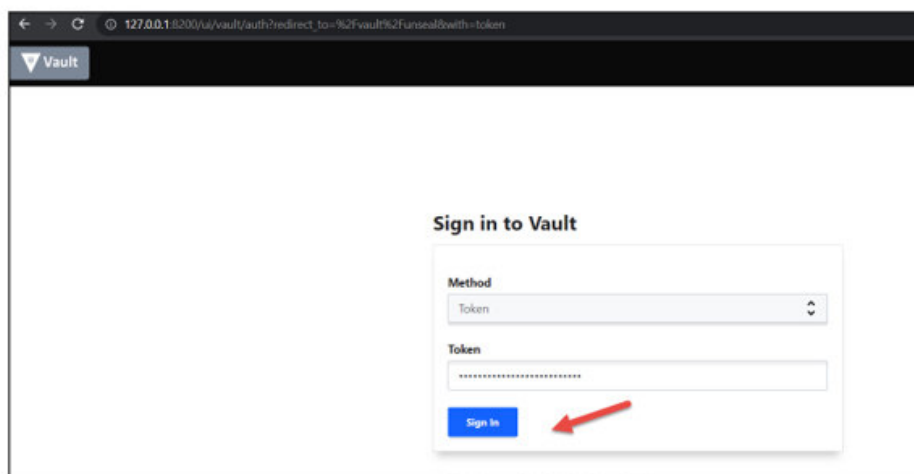 127.0.0.1:8200/ui/vault/auth?redirect_to=%2Fvault%2Funseal&with=token
Vault
Sign in to Vault
Method
Token
Token
Sign In